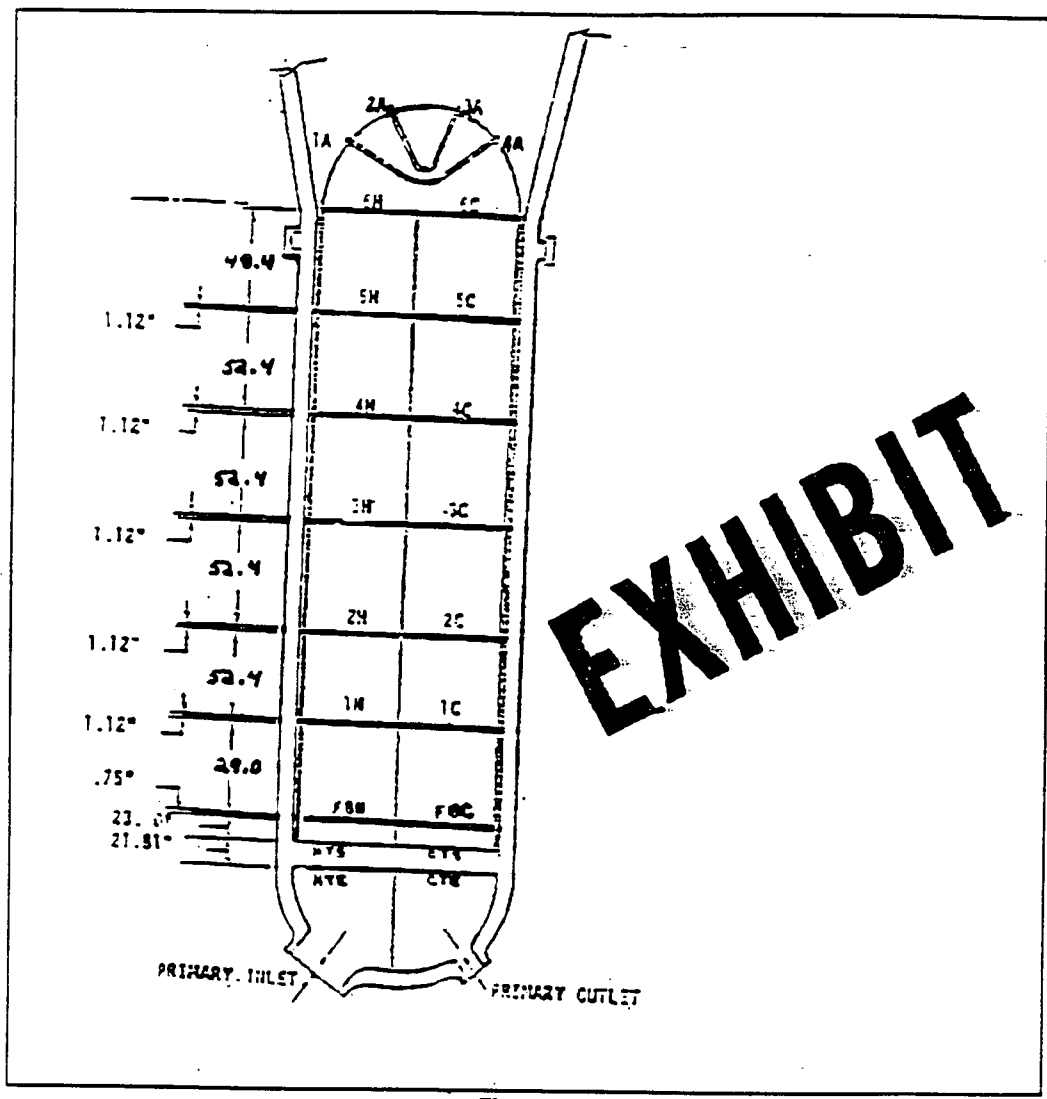 2A 3A
1A 4A
6H 6C
48.4
5H 5C
1.12"
52.4
4H 4C
1.12"
52.4
3H 3C
1.12"
52.4
2H 2C
1.12"
52.4
1H 1C
1.12"
29.0
.75"
FBH FBC
21.81"
HTS CTS
HTE CTE
PRIMARY INLET
PRIMARY OUTLET
EXHIBIT